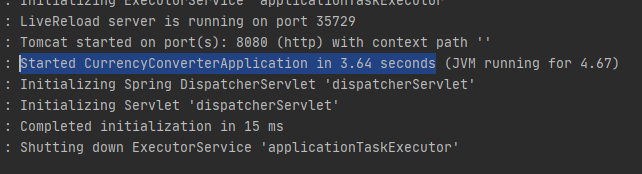 : Initializing ExecutorService 'applicationTaskExecutor'
: LiveReload server is running on port 35729
: Tomcat started on port(s): 8080 (http) with context path ''
: Started CurrencyConverterApplication in 3.64 seconds (JVM running for 4.67)
: Initializing Spring DispatcherServlet 'dispatcherServlet'
: Initializing Servlet 'dispatcherServlet'
: Completed initialization in 15 ms
: Shutting down ExecutorService 'applicationTaskExecutor'